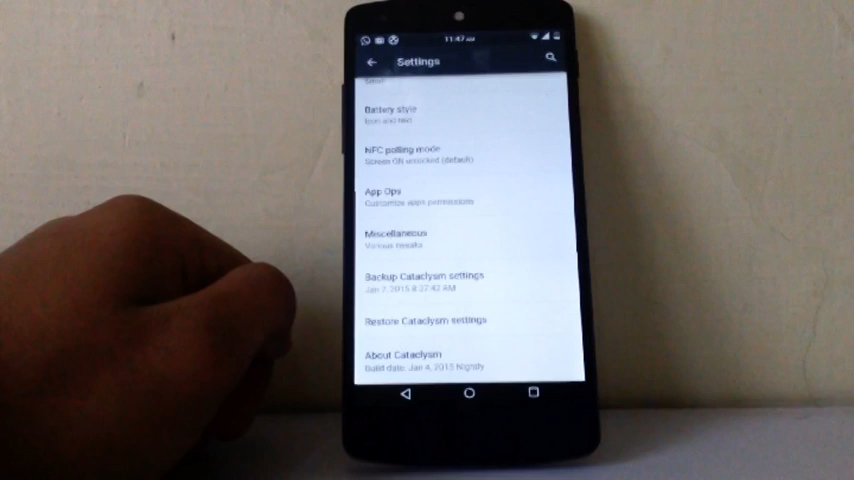 11:47 AM
Settings
Small
Battery style
Icon and text
NFC polling mode
Screen ON unlocked (default)
App Ops
Customize apps permissions
Miscellaneous
Various tweaks
Backup Cataclysm settings
Jan 7, 2015 8:27:42 AM
Restore Cataclysm settings
About Cataclysm
Build date: Jan 4, 2015 Nightly